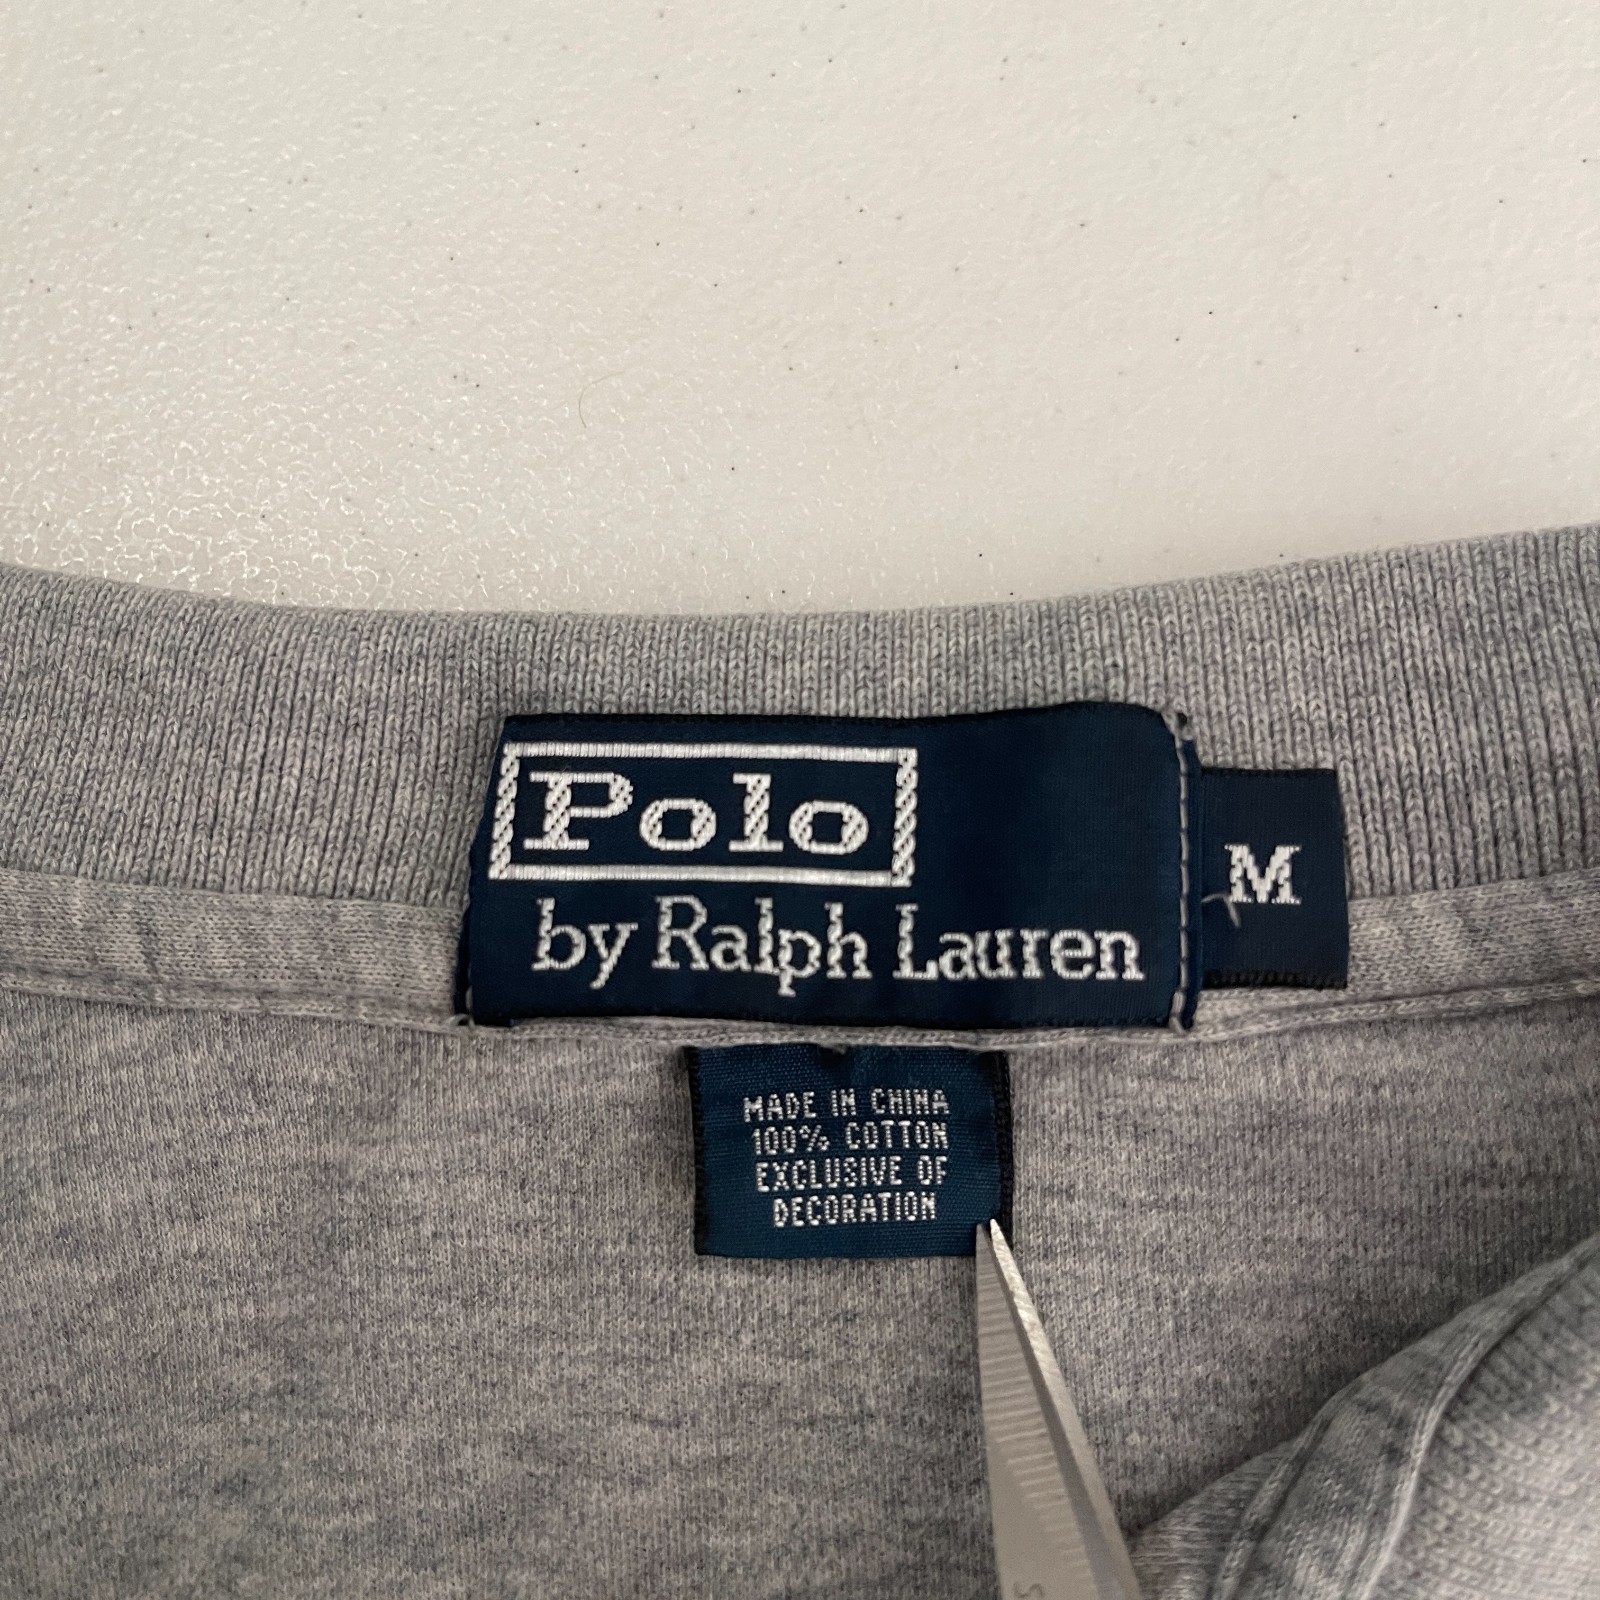 Polo
by Ralph Lauren
M
MADE IN CHINA
100% COTTON
EXCLUSIVE OF
DECORATION